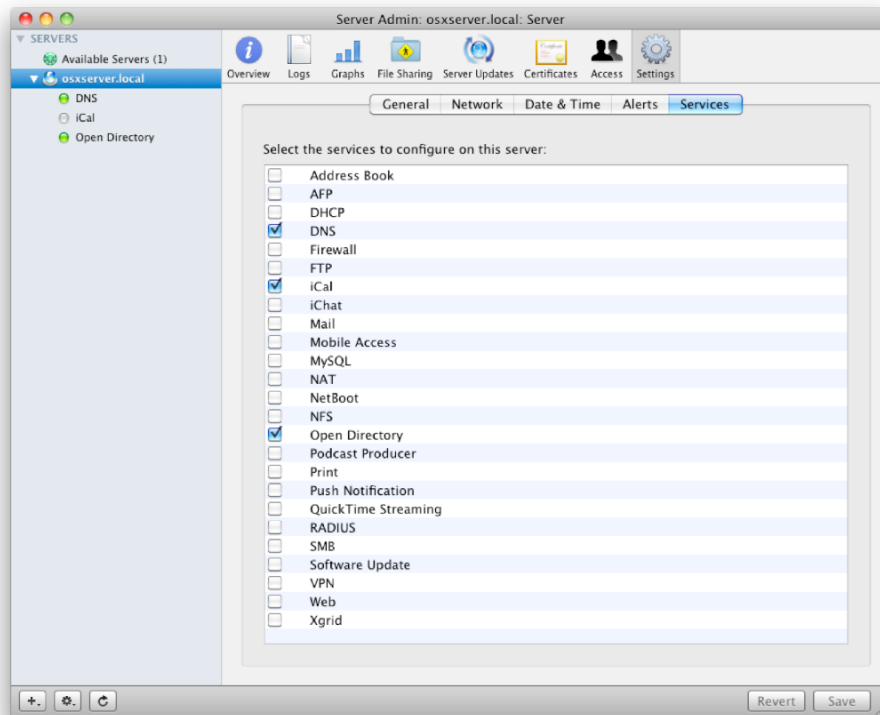 Server Admin: osxserver.local: Server
SERVERS
Available Servers (1)
osxserver.local
DNS
iCal
Open Directory
Overview Logs Graphs File Sharing Server Updates Certificates Access Settings
General Network Date & Time Alerts Services
Select the services to configure on this server:
Address Book
AFP
DHCP
DNS
Firewall
FTP
iCal
iChat
Mail
Mobile Access
MySQL
NAT
NetBoot
NFS
Open Directory
Podcast Producer
Print
Push Notification
QuickTime Streaming
RADIUS
SMB
Software Update
VPN
Web
Xgrid
Revert Save